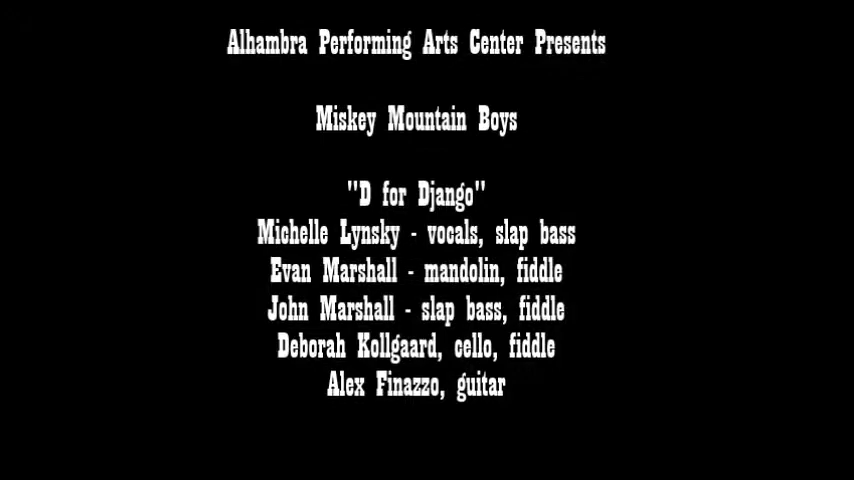 Alhambra Performing Arts Center Presents
Miskey Mountain Boys
"D for Django"
Michelle Lynsky - vocals, slap bass
Evan Marshall - mandolin, fiddle
John Marshall - slap bass, fiddle
Deborah Kollgaard, cello, fiddle
Alex Finazzo, guitar